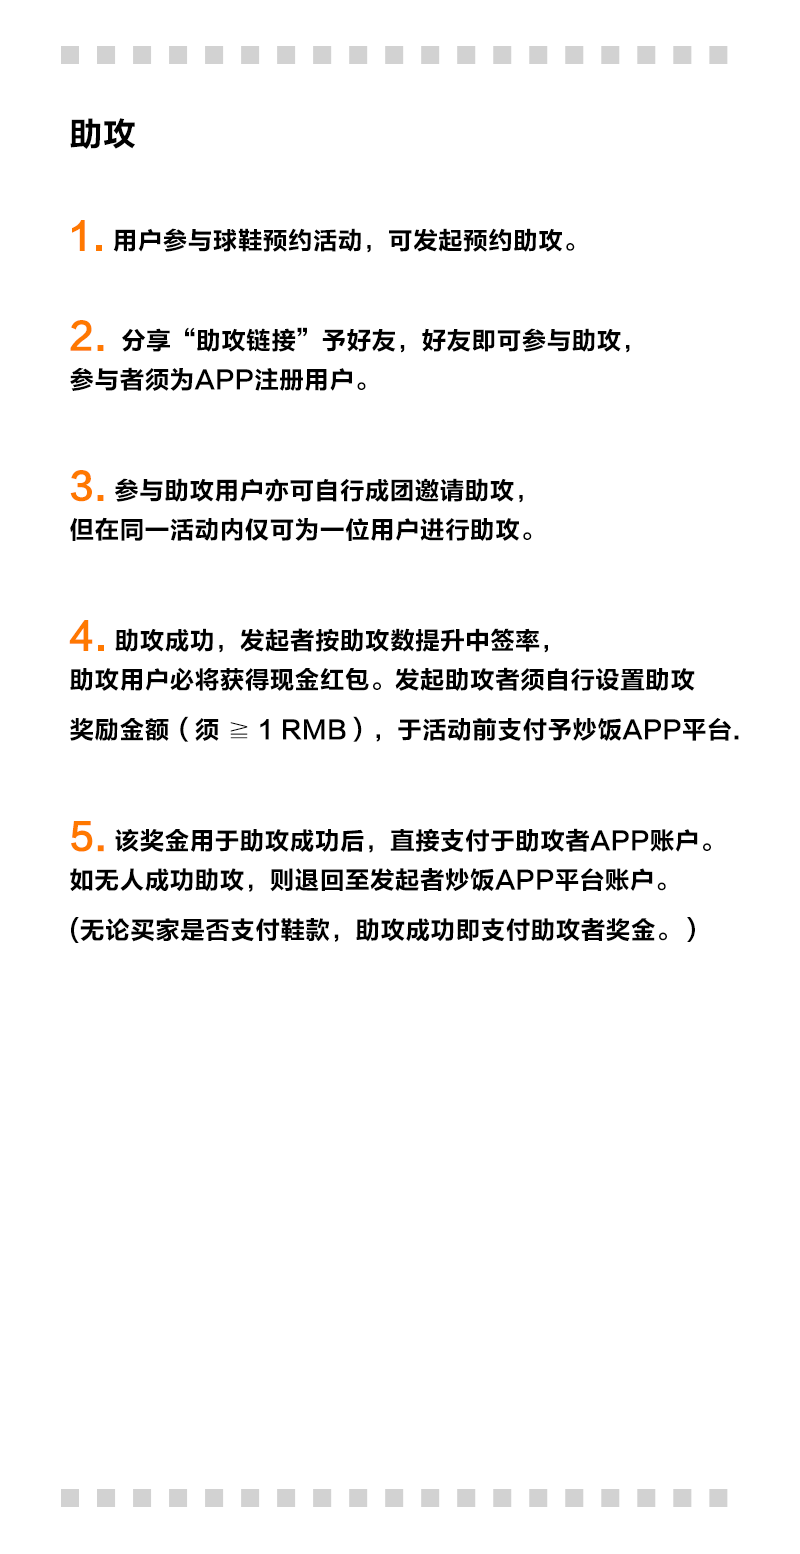 助攻
1. 用户参与球鞋预约活动，可发起预约助攻。
2. 分享“助攻链接”予好友，好友即可参与助攻，
参与者须为APP注册用户。
3. 参与助攻用户亦可自行成团邀请助攻，
但在同一活动内仅可为一位用户进行助攻。
4. 助攻成功，发起者按助攻数提升中签率，
助攻用户必将获得现金红包。发起助攻者须自行设置助攻
奖励金额（须 ≧ 1 RMB），于活动前支付予炒饭APP平台.
5. 该奖金用于助攻成功后，直接支付于助攻者APP账户。
如无人成功助攻，则退回至发起者炒饭APP平台账户。
(无论买家是否支付鞋款，助攻成功即支付助攻者奖金。)